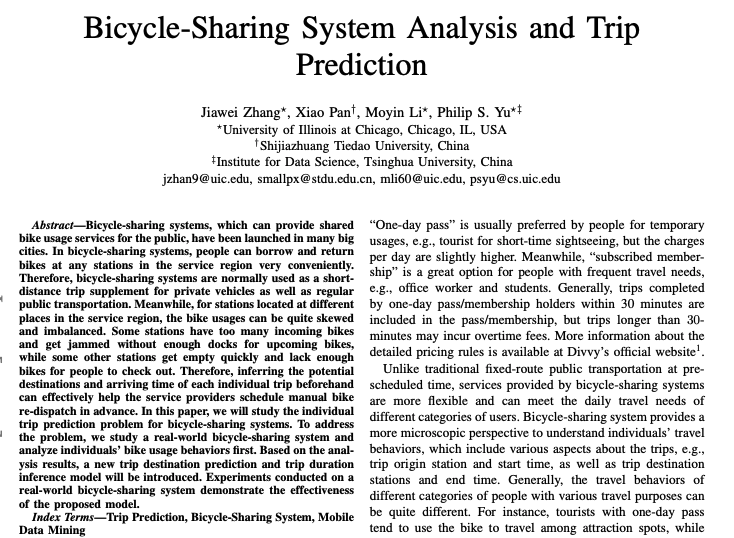 Bicycle-Sharing System Analysis and Trip
Prediction
Jiawei Zhang⋆, Xiao Pan†, Moyin Li⋆, Philip S. Yu⋆‡
⋆University of Illinois at Chicago, Chicago, IL, USA
†Shijiazhuang Tiedao University, China
‡Institute for Data Science, Tsinghua University, China
jzhan9@uic.edu, smallpx@stdu.edu.cn, mli60@uic.edu, psyu@cs.uic.edu
Abstract—Bicycle-sharing systems, which can provide shared
bike usage services for the public, have been launched in many big
cities. In bicycle-sharing systems, people can borrow and return
bikes at any stations in the service region very conveniently.
Therefore, bicycle-sharing systems are normally used as a short-
distance trip supplement for private vehicles as well as regular
public transportation. Meanwhile, for stations located at different
places in the service region, the bike usages can be quite skewed
and imbalanced. Some stations have too many incoming bikes
and get jammed without enough docks for upcoming bikes,
while some other stations get empty quickly and lack enough
bikes for people to check out. Therefore, inferring the potential
destinations and arriving time of each individual trip beforehand
can effectively help the service providers schedule manual bike
re-dispatch in advance. In this paper, we will study the individual
trip prediction problem for bicycle-sharing systems. To address
the problem, we study a real-world bicycle-sharing system and
analyze individuals' bike usage behaviors first. Based on the anal-
ysis results, a new trip destination prediction and trip duration
inference model will be introduced. Experiments conducted on a
real-world bicycle-sharing system demonstrate the effectiveness
of the proposed model.
Index Terms—Trip Prediction, Bicycle-Sharing System, Mobile
Data Mining
"One-day pass" is usually preferred by people for temporary
usages, e.g., tourist for short-time sightseeing, but the charges
per day are slightly higher. Meanwhile, "subscribed member-
ship" is a great option for people with frequent travel needs,
e.g., office worker and students. Generally, trips completed
by one-day pass/membership holders within 30 minutes are
included in the pass/membership, but trips longer than 30-
minutes may incur overtime fees. More information about the
detailed pricing rules is available at Divvy's official website¹.
Unlike traditional fixed-route public transportation at pre-
scheduled time, services provided by bicycle-sharing systems
are more flexible and can meet the daily travel needs of
different categories of users. Bicycle-sharing system provides a
more microscopic perspective to understand individuals' travel
behaviors, which include various aspects about the trips, e.g.,
trip origin station and start time, as well as trip destination
stations and end time. Generally, the travel behaviors of
different categories of people with various travel purposes can
be quite different. For instance, tourists with one-day pass
tend to use the bike to travel among attraction spots, while